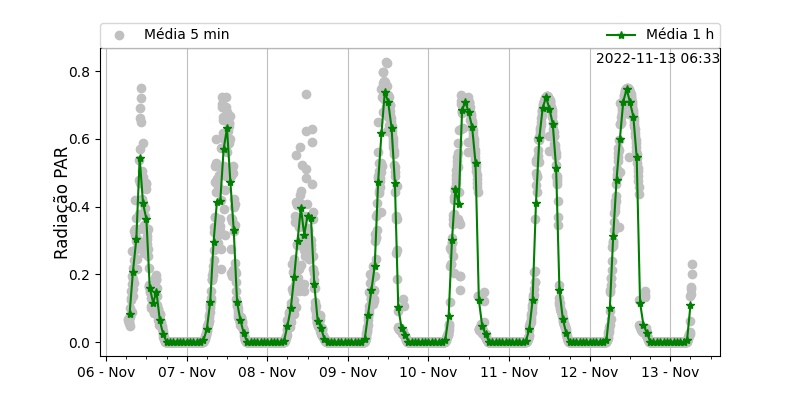 Média 5 min
Média 1 h
2022-11-13 06:33
Radiação PAR
0.8
0.6
0.4
0.2
0.0
06 - Nov
07 - Nov
08 - Nov
09 - Nov
10 - Nov
11 - Nov
12 - Nov
13 - Nov